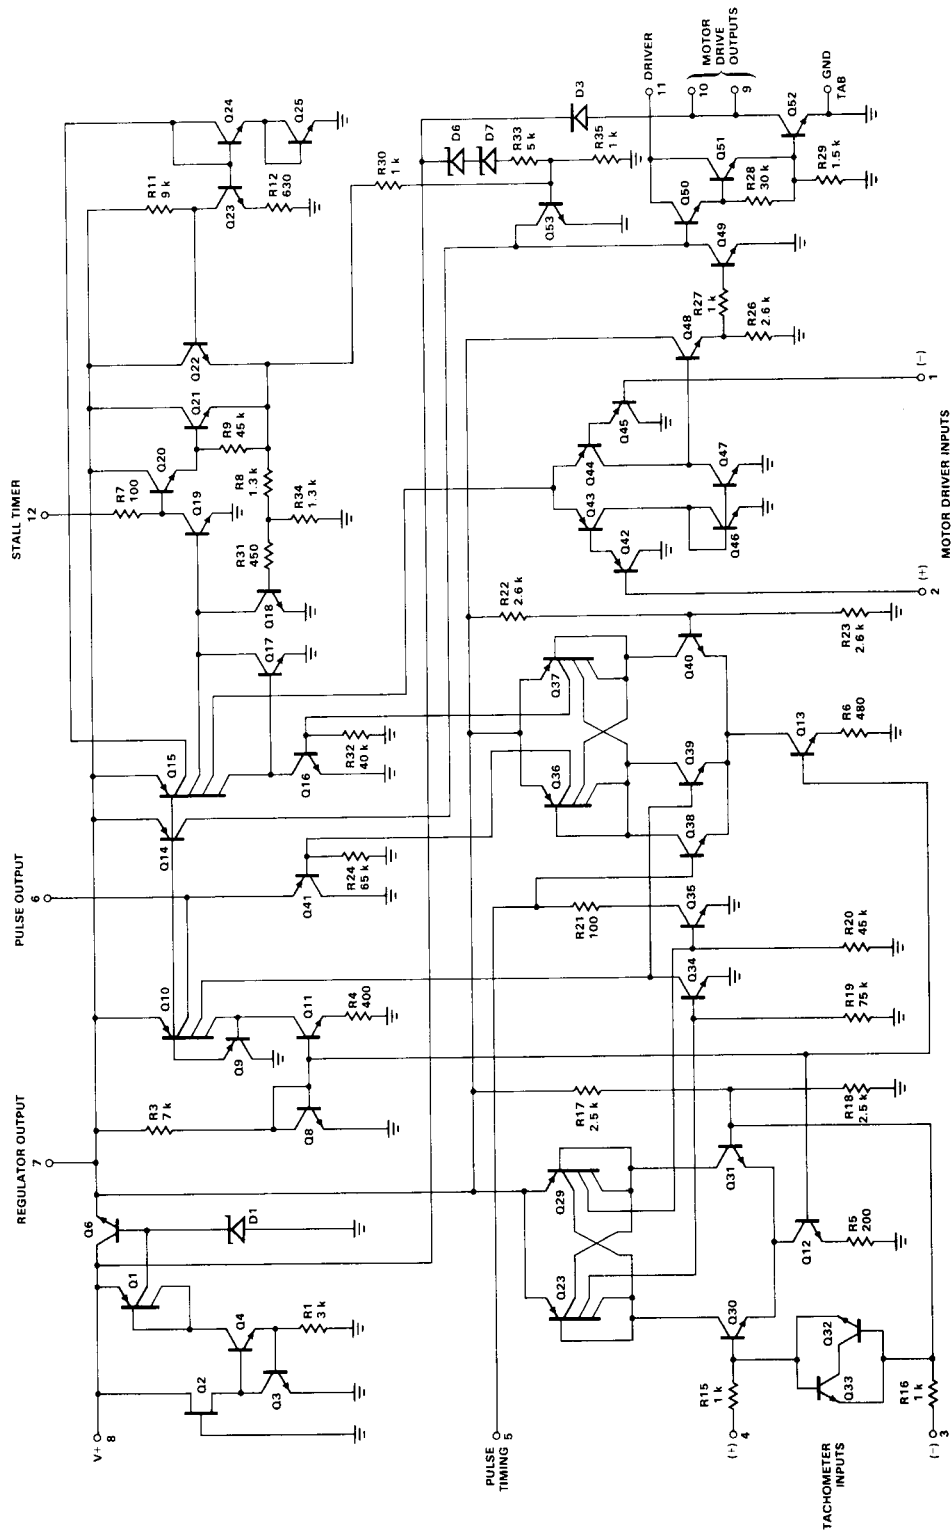 REGULATOR OUTPUT
7
PULSE OUTPUT
6
STALL TIMER
12
V+
8
Q1
Q2
Q3
Q4
R1
3 k
Q6
D1
R3
7 k
Q8
Q9
Q10
Q11
R4
400
Q14
Q15
Q41
R24
65 k
Q16
R32
40 k
Q17
Q18
R31
450
R34
1.3 k
R8
1.3 k
Q19
R7
100
Q20
R9
45 k
Q21
Q22
R11
9 k
Q23
R12
630
Q24
Q25
R30
1 k
D6
D7
R33
5 k
R35
1 k
D3
Q53
DRIVER
11
MOTOR
DRIVE
OUTPUTS
10
9
GND
TAB
Q50
Q51
Q52
R28
30 k
R29
1.5 k
Q49
R27
1 k
R26
2.6 k
Q48
Q42
Q43
Q44
Q45
Q46
Q47
2
(+)
1
(−)
MOTOR DRIVER INPUTS
R22
2.6 k
R23
2.6 k
Q36
Q37
Q38
Q39
Q40
Q13
R6
480
R21
100
Q35
Q34
R20
45 k
R19
75 k
R17
2.5 k
R18
2.5 k
Q23
Q29
Q30
Q31
Q12
R5
200
PULSE
TIMING
5
R15
1 k
(+)
4
Q33
Q32
R16
1 k
(−)
3
TACHOMETER
INPUTS